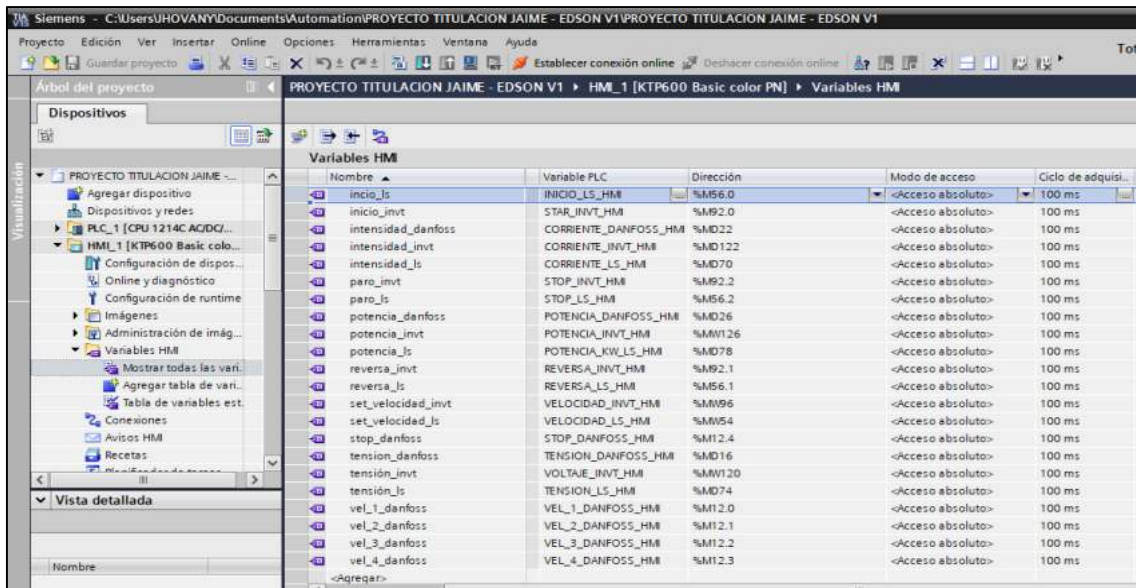 Siemens - C:\Users\JHOVANY\Documents\Automation\PROYECTO TITULACION JAIME - EDSON V1\PROYECTO TITULACION JAIME - EDSON V1
Proyecto Edición Ver Insertar Online Opciones Herramientas Ventana Ayuda
Tot
Guardar proyecto Establecer conexión online Deshacer conexión online
Árbol del proyecto
PROYECTO TITULACION JAIME - EDSON V1 HMI_1 [KTP600 Basic color PN] Variables HMI
Dispositivos
Visualización
PROYECTO TITULACION JAIME -...
Agregar dispositivo
Dispositivos y redes
PLC_1 [CPU 1214C AC/DC/...
HMI_1 [KTP600 Basic colo...
Configuración de dispos...
Online y diagnóstico
Configuración de runtime
Imágenes
Administración de imág...
Variables HMI
Mostrar todas las vari..
Agregar tabla de vari..
Tabla de variables est.
Conexiones
Avisos HMI
Recetas
Vista detallada
Nombre
Variables HMI
Nombre Variable PLC Dirección Modo de acceso Ciclo de adquisi..
incio_ls INICIO_LS_HMI %M56.0 <Acceso absoluto> 100 ms
inicio_invt STAR_INVT_HMI %M92.0 <Acceso absoluto> 100 ms
intensidad_danfoss CORRIENTE_DANFOSS_HMI %MD22 <Acceso absoluto> 100 ms
intensidad_invt CORRIENTE_INVT_HMI %MD122 <Acceso absoluto> 100 ms
intensidad_ls CORRIENTE_LS_HMI %MD70 <Acceso absoluto> 100 ms
paro_invt STOP_INVT_HMI %M92.2 <Acceso absoluto> 100 ms
paro_ls STOP_LS_HMI %M56.2 <Acceso absoluto> 100 ms
potencia_danfoss POTENCIA_DANFOSS_HMI %MD26 <Acceso absoluto> 100 ms
potencia_invt POTENCIA_INVT_HMI %MW126 <Acceso absoluto> 100 ms
potencia_ls POTENCIA_KW_LS_HMI %MD78 <Acceso absoluto> 100 ms
reversa_invt REVERSA_INVT_HMI %M92.1 <Acceso absoluto> 100 ms
reversa_ls REVERSA_LS_HMI %M56.1 <Acceso absoluto> 100 ms
set_velocidad_invt VELOCIDAD_INVT_HMI %MW96 <Acceso absoluto> 100 ms
set_velocidad_ls VELOCIDAD_LS_HMI %MW54 <Acceso absoluto> 100 ms
stop_danfoss STOP_DANFOSS_HMI %M12.4 <Acceso absoluto> 100 ms
tension_danfoss TENSION_DANFOSS_HMI %MD16 <Acceso absoluto> 100 ms
tensión_invt VOLTAJE_INVT_HMI %MW120 <Acceso absoluto> 100 ms
tensión_ls TENSION_LS_HMI %MD74 <Acceso absoluto> 100 ms
vel_1_danfoss VEL_1_DANFOSS_HMI %M12.0 <Acceso absoluto> 100 ms
vel_2_danfoss VEL_2_DANFOSS_HMI %M12.1 <Acceso absoluto> 100 ms
vel_3_danfoss VEL_3_DANFOSS_HMI %M12.2 <Acceso absoluto> 100 ms
vel_4_danfoss VEL_4_DANFOSS_HMI %M12.3 <Acceso absoluto> 100 ms
<Agregar>